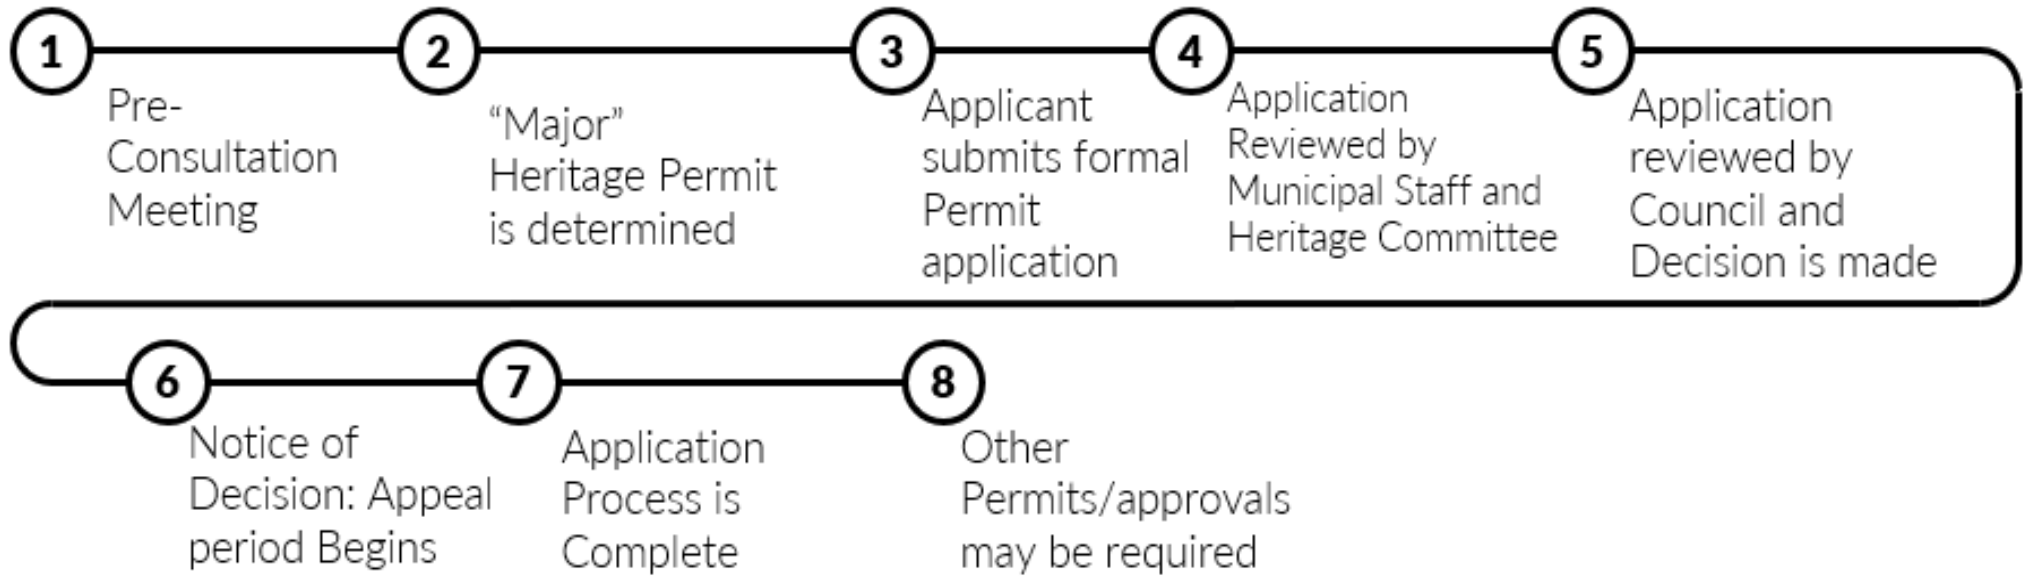 1
Pre-
Consultation
Meeting
2
“Major”
Heritage Permit
is determined
3
Applicant
submits formal
Permit
application
4
Application
Reviewed by
Municipal Staff and
Heritage Committee
5
Application
reviewed by
Council and
Decision is made
6
Notice of
Decision: Appeal
period Begins
7
Application
Process is
Complete
8
Other
Permits/approvals
may be required